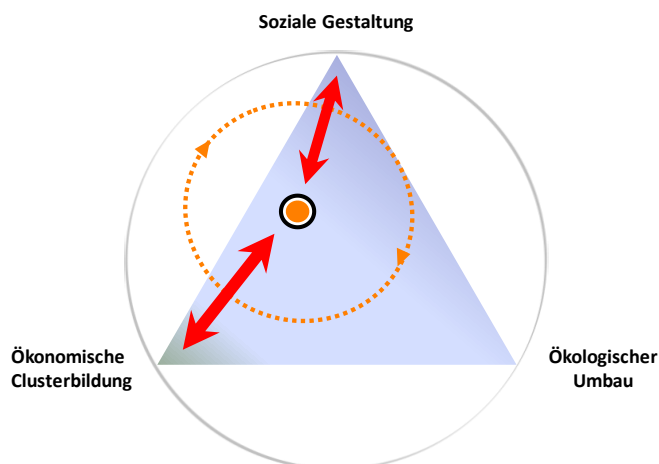 Soziale Gestaltung
Ökonomische
Clusterbildung
Ökologischer
Umbau